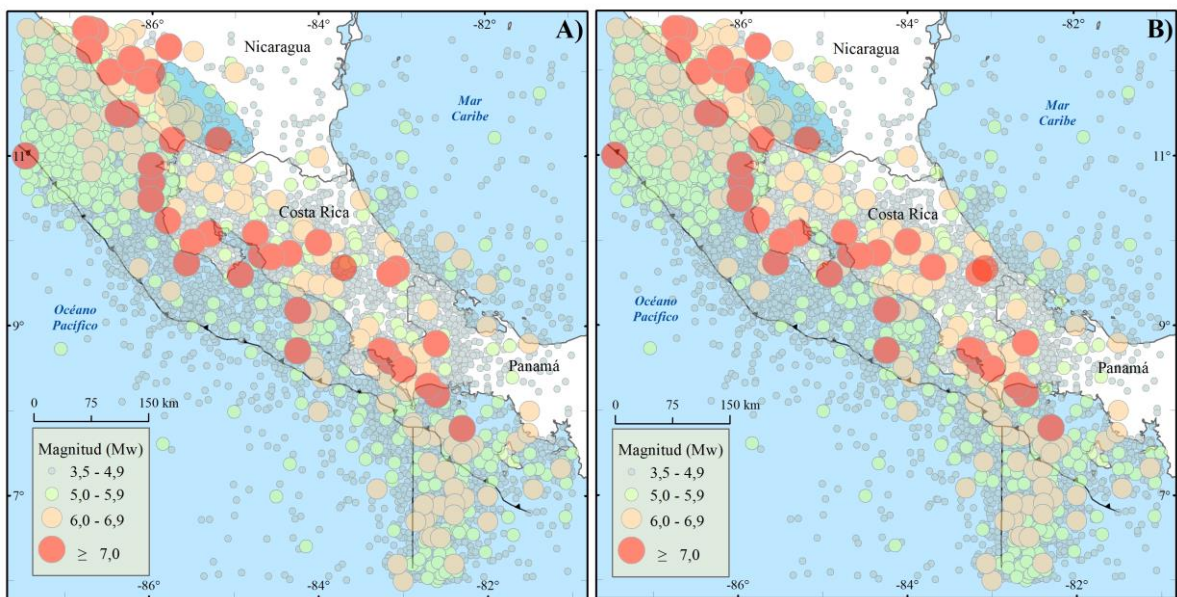 -86°
-84°
-82°
A)
Nicaragua
Mar
Caribe
11°
Costa Rica
Océano
Pacífico
9°
Panamá
0 75 150 km
Magnitud (Mw)
3,5 - 4,9
5,0 - 5,9
6,0 - 6,9
≥ 7,0
7°
-86°
-84°
-82°
-86°
-84°
-82°
B)
Nicaragua
Mar
Caribe
11°
Costa Rica
Océano
Pacífico
9°
Panamá
0 75 150 km
Magnitud (Mw)
3,5 - 4,9
5,0 - 5,9
6,0 - 6,9
≥ 7,0
7°
-86°
-84°
-82°